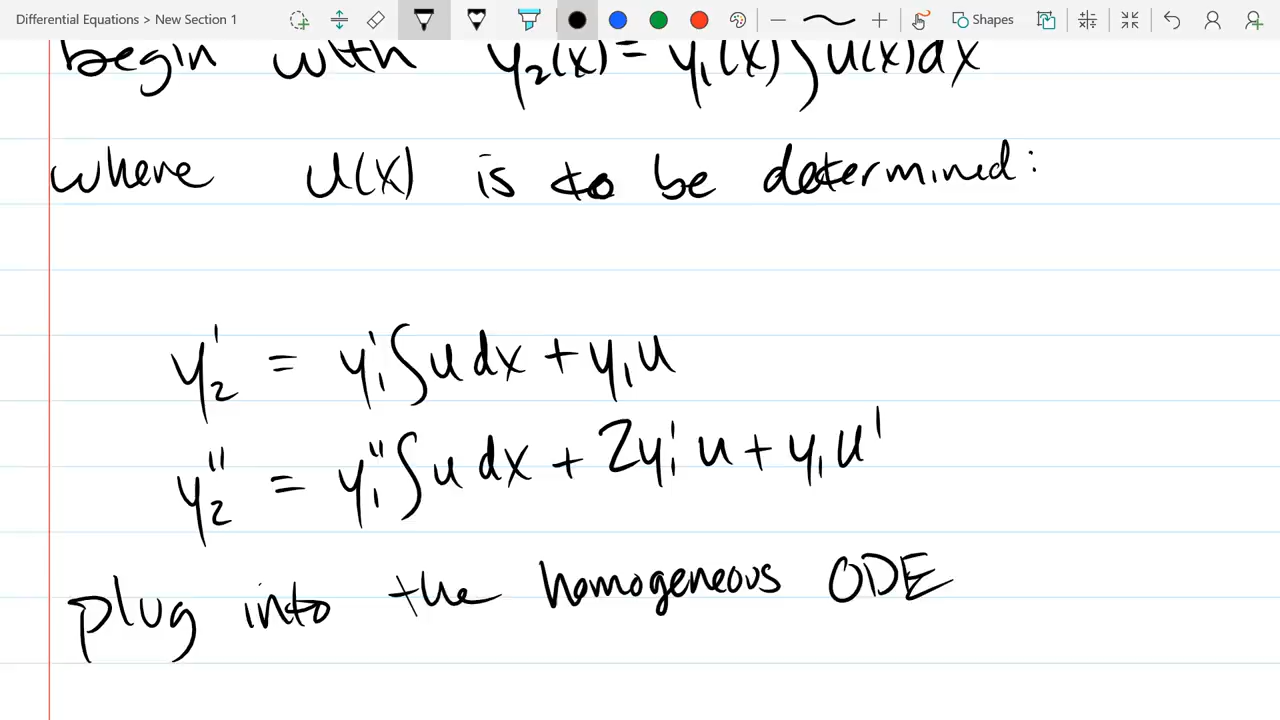 Differential Equations > New Section 1 Shapes
begin with y₂(x) = y₁(x)∫u(x)dx
where u(x) is to be determined:
y₂' = y₁'∫u dx + y₁u
y₂'' = y₁''∫u dx + 2y₁'u + y₁u'
plug into the homogeneous ODE